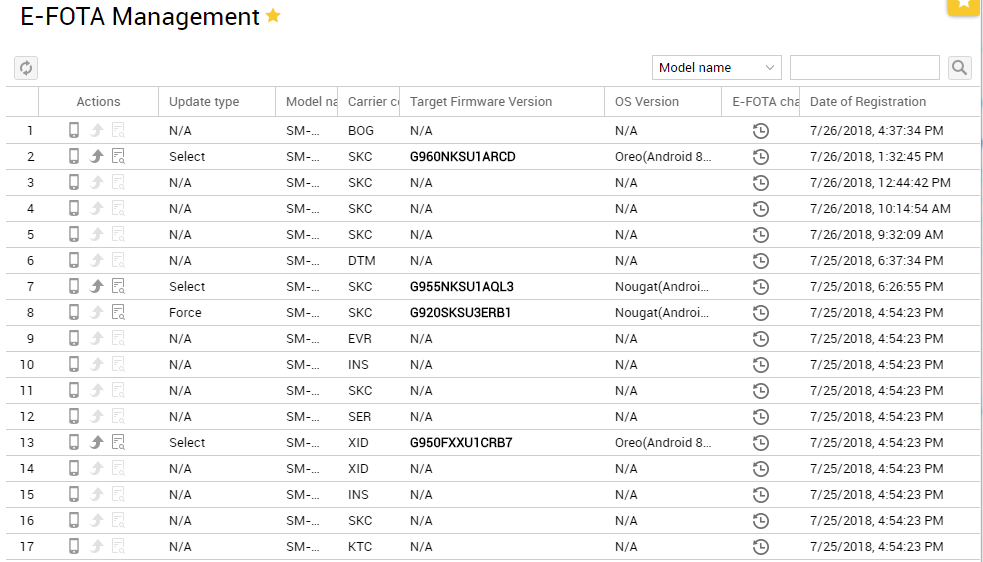 E-FOTA Management
Model name
Actions Update type Model na Carrier co Target Firmware Version OS Version E-FOTA cha Date of Registration
1 N/A SM-... BOG N/A N/A 7/26/2018, 4:37:34 PM
2 Select SM-... SKC G960NKSU1ARCD Oreo(Android 8... 7/26/2018, 1:32:45 PM
3 N/A SM-... SKC N/A N/A 7/26/2018, 12:44:42 PM
4 N/A SM-... SKC N/A N/A 7/26/2018, 10:14:54 AM
5 N/A SM-... SKC N/A N/A 7/26/2018, 9:32:09 AM
6 N/A SM-... DTM N/A N/A 7/25/2018, 6:37:34 PM
7 Select SM-... SKC G955NKSU1AQL3 Nougat(Androi... 7/25/2018, 6:26:55 PM
8 Force SM-... SKC G920SKSU3ERB1 Nougat(Androi... 7/25/2018, 4:54:23 PM
9 N/A SM-... EVR N/A N/A 7/25/2018, 4:54:23 PM
10 N/A SM-... INS N/A N/A 7/25/2018, 4:54:23 PM
11 N/A SM-... SKC N/A N/A 7/25/2018, 4:54:23 PM
12 N/A SM-... SER N/A N/A 7/25/2018, 4:54:23 PM
13 Select SM-... XID G950FXXU1CRB7 Oreo(Android 8... 7/25/2018, 4:54:23 PM
14 N/A SM-... XID N/A N/A 7/25/2018, 4:54:23 PM
15 N/A SM-... INS N/A N/A 7/25/2018, 4:54:23 PM
16 N/A SM-... SKC N/A N/A 7/25/2018, 4:54:23 PM
17 N/A SM-... KTC N/A N/A 7/25/2018, 4:54:23 PM